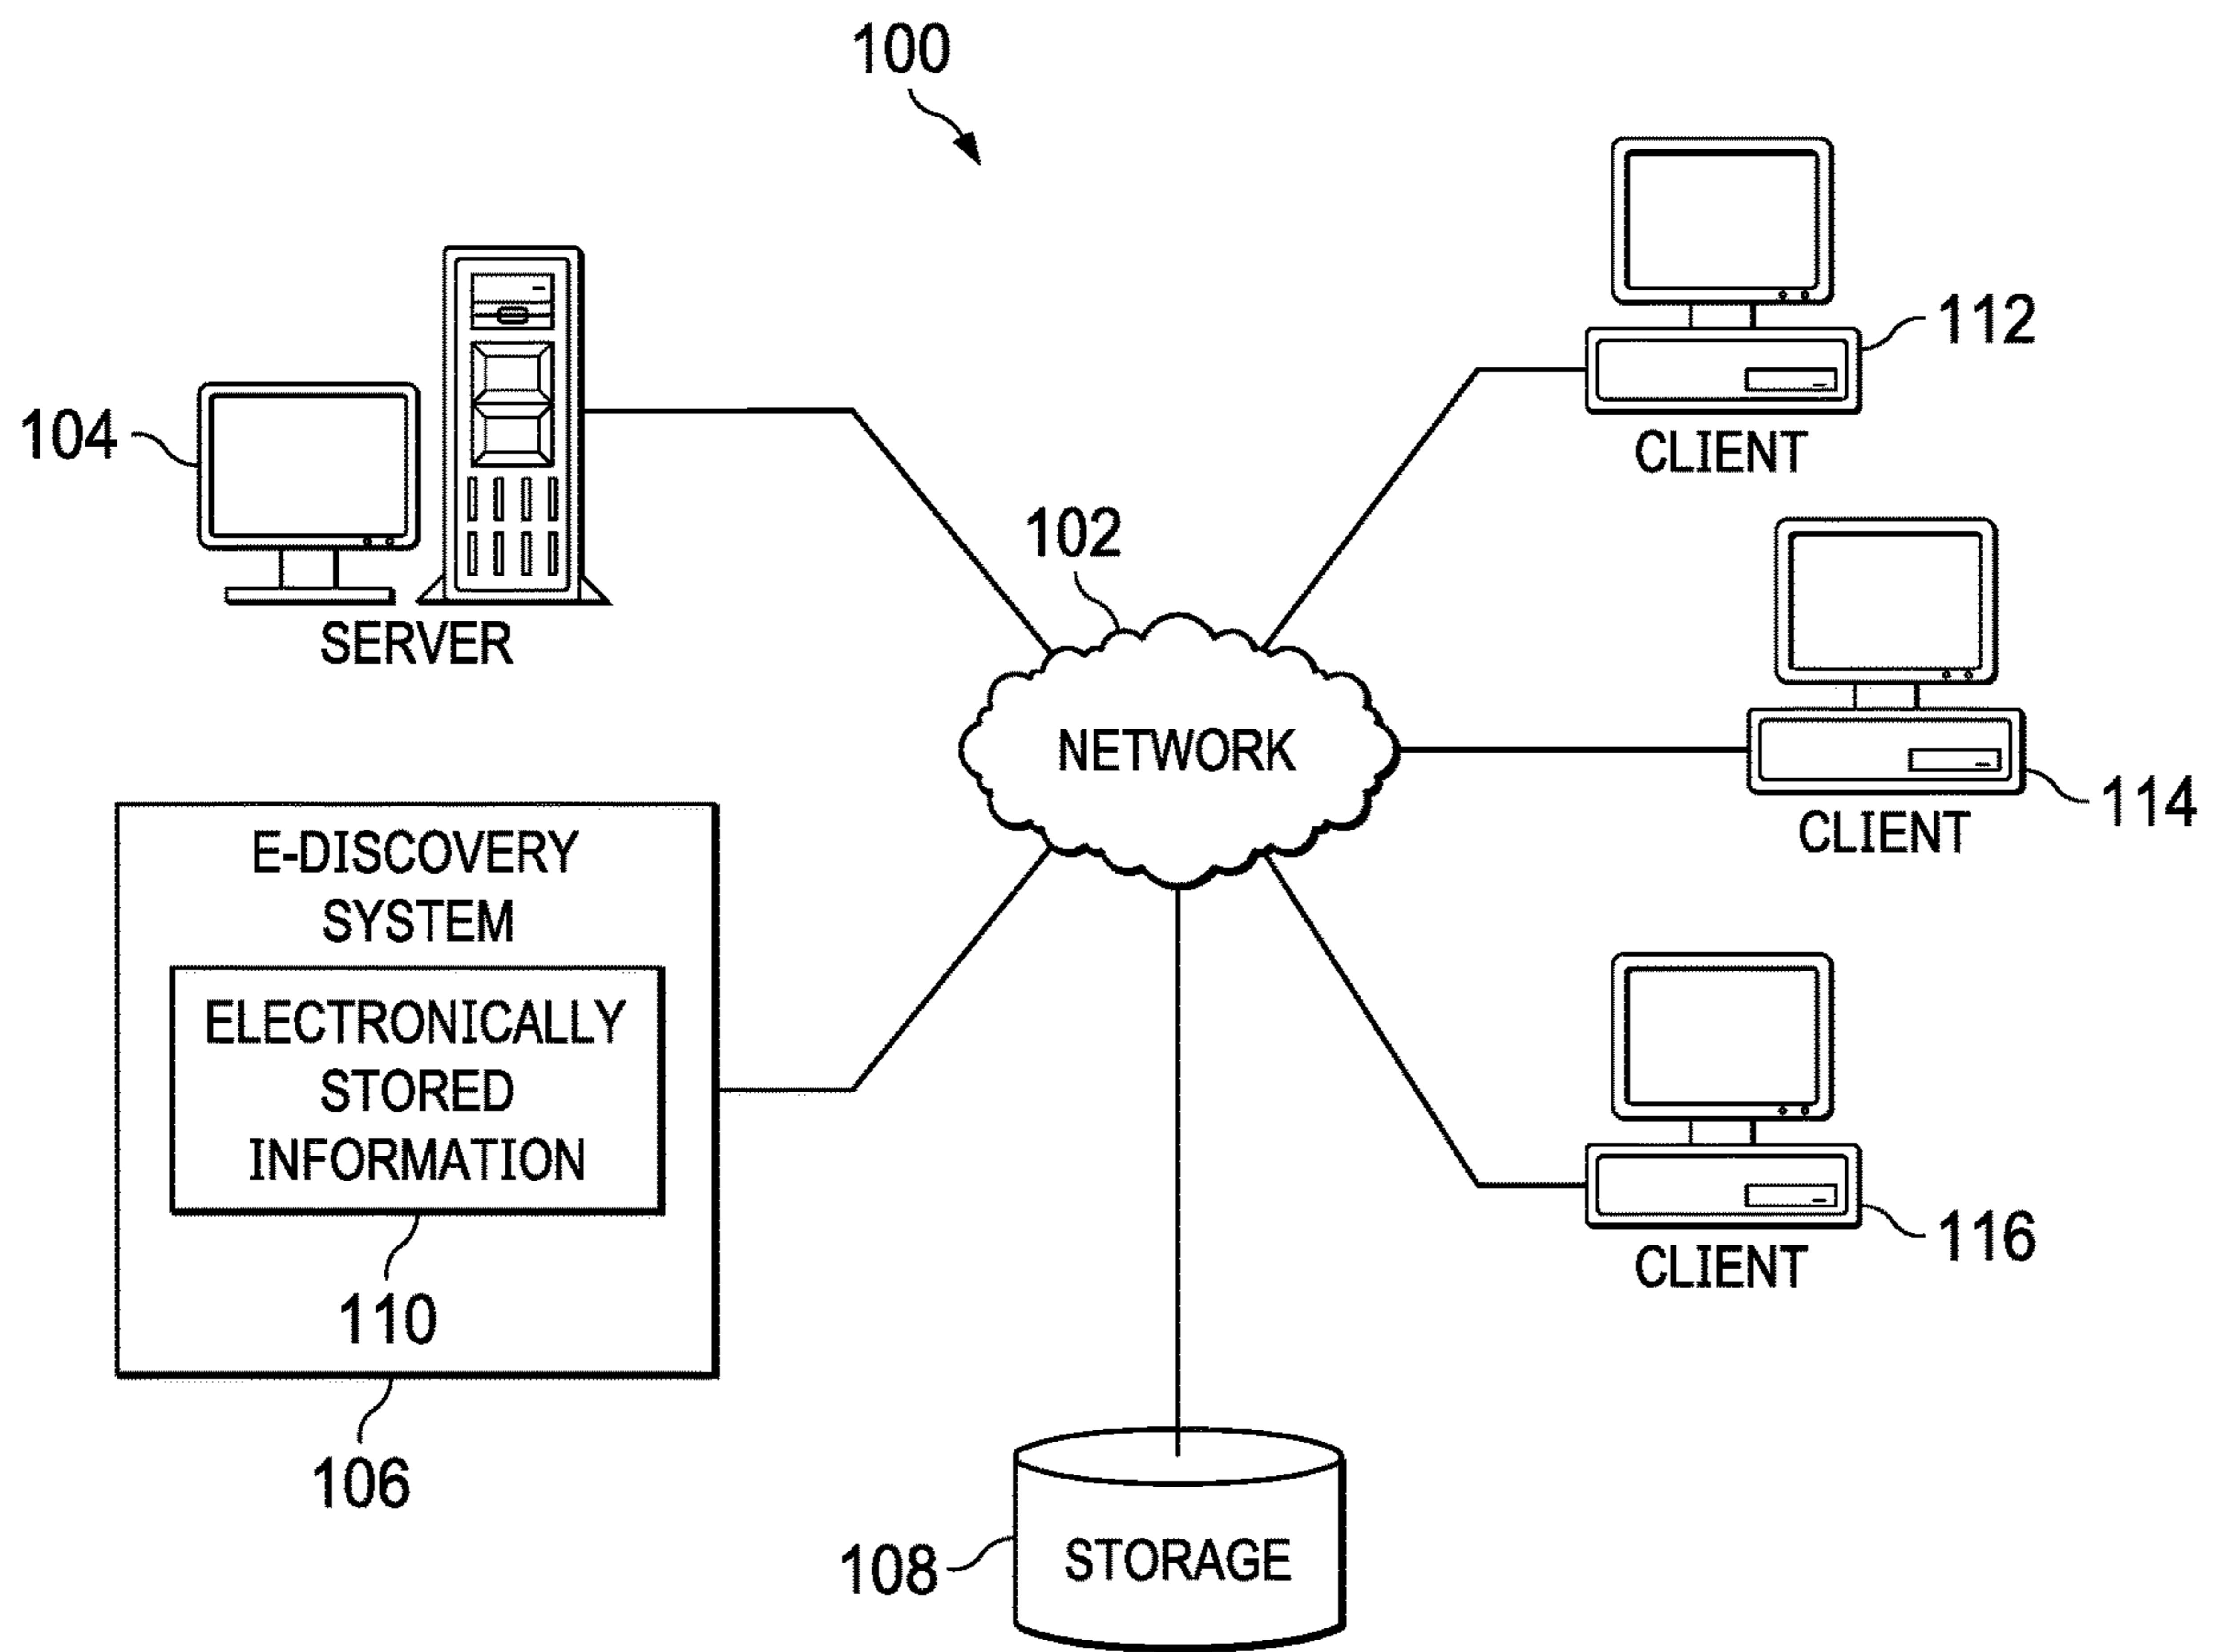 100
112
CLIENT
104
SERVER
102
NETWORK
114
CLIENT
E-DISCOVERY
SYSTEM
ELECTRONICALLY
STORED
INFORMATION
110
106
116
CLIENT
108
STORAGE